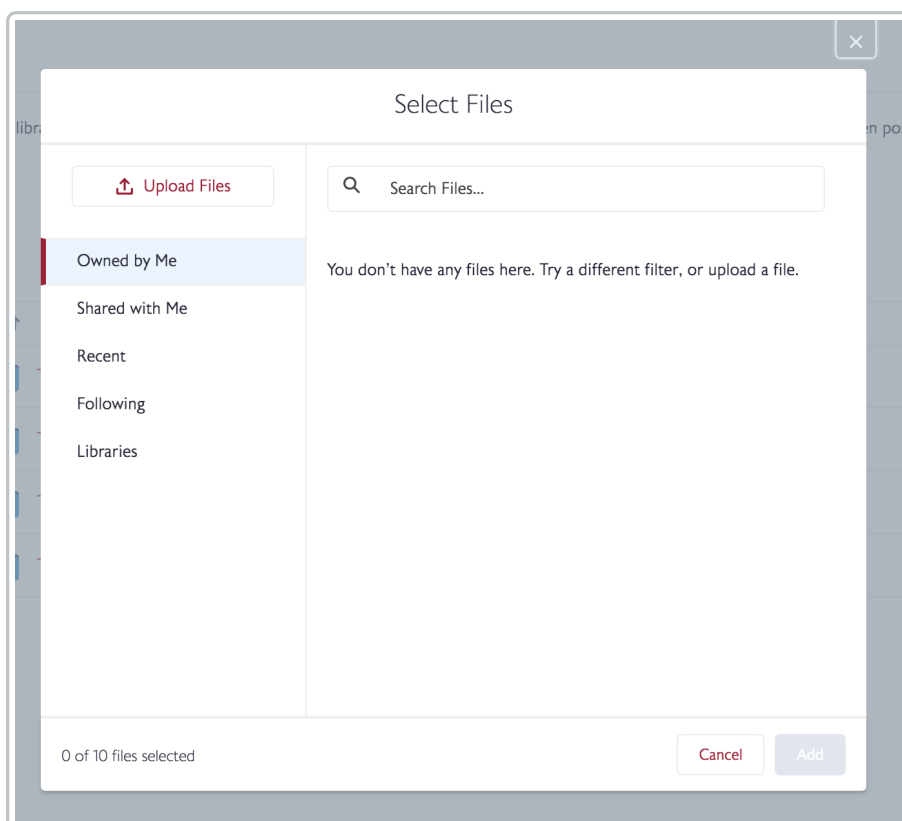 Select Files
Upload Files
Search Files...
Owned by Me
You don't have any files here. Try a different filter, or upload a file.
Shared with Me
Recent
Following
Libraries
0 of 10 files selected
Cancel
Add